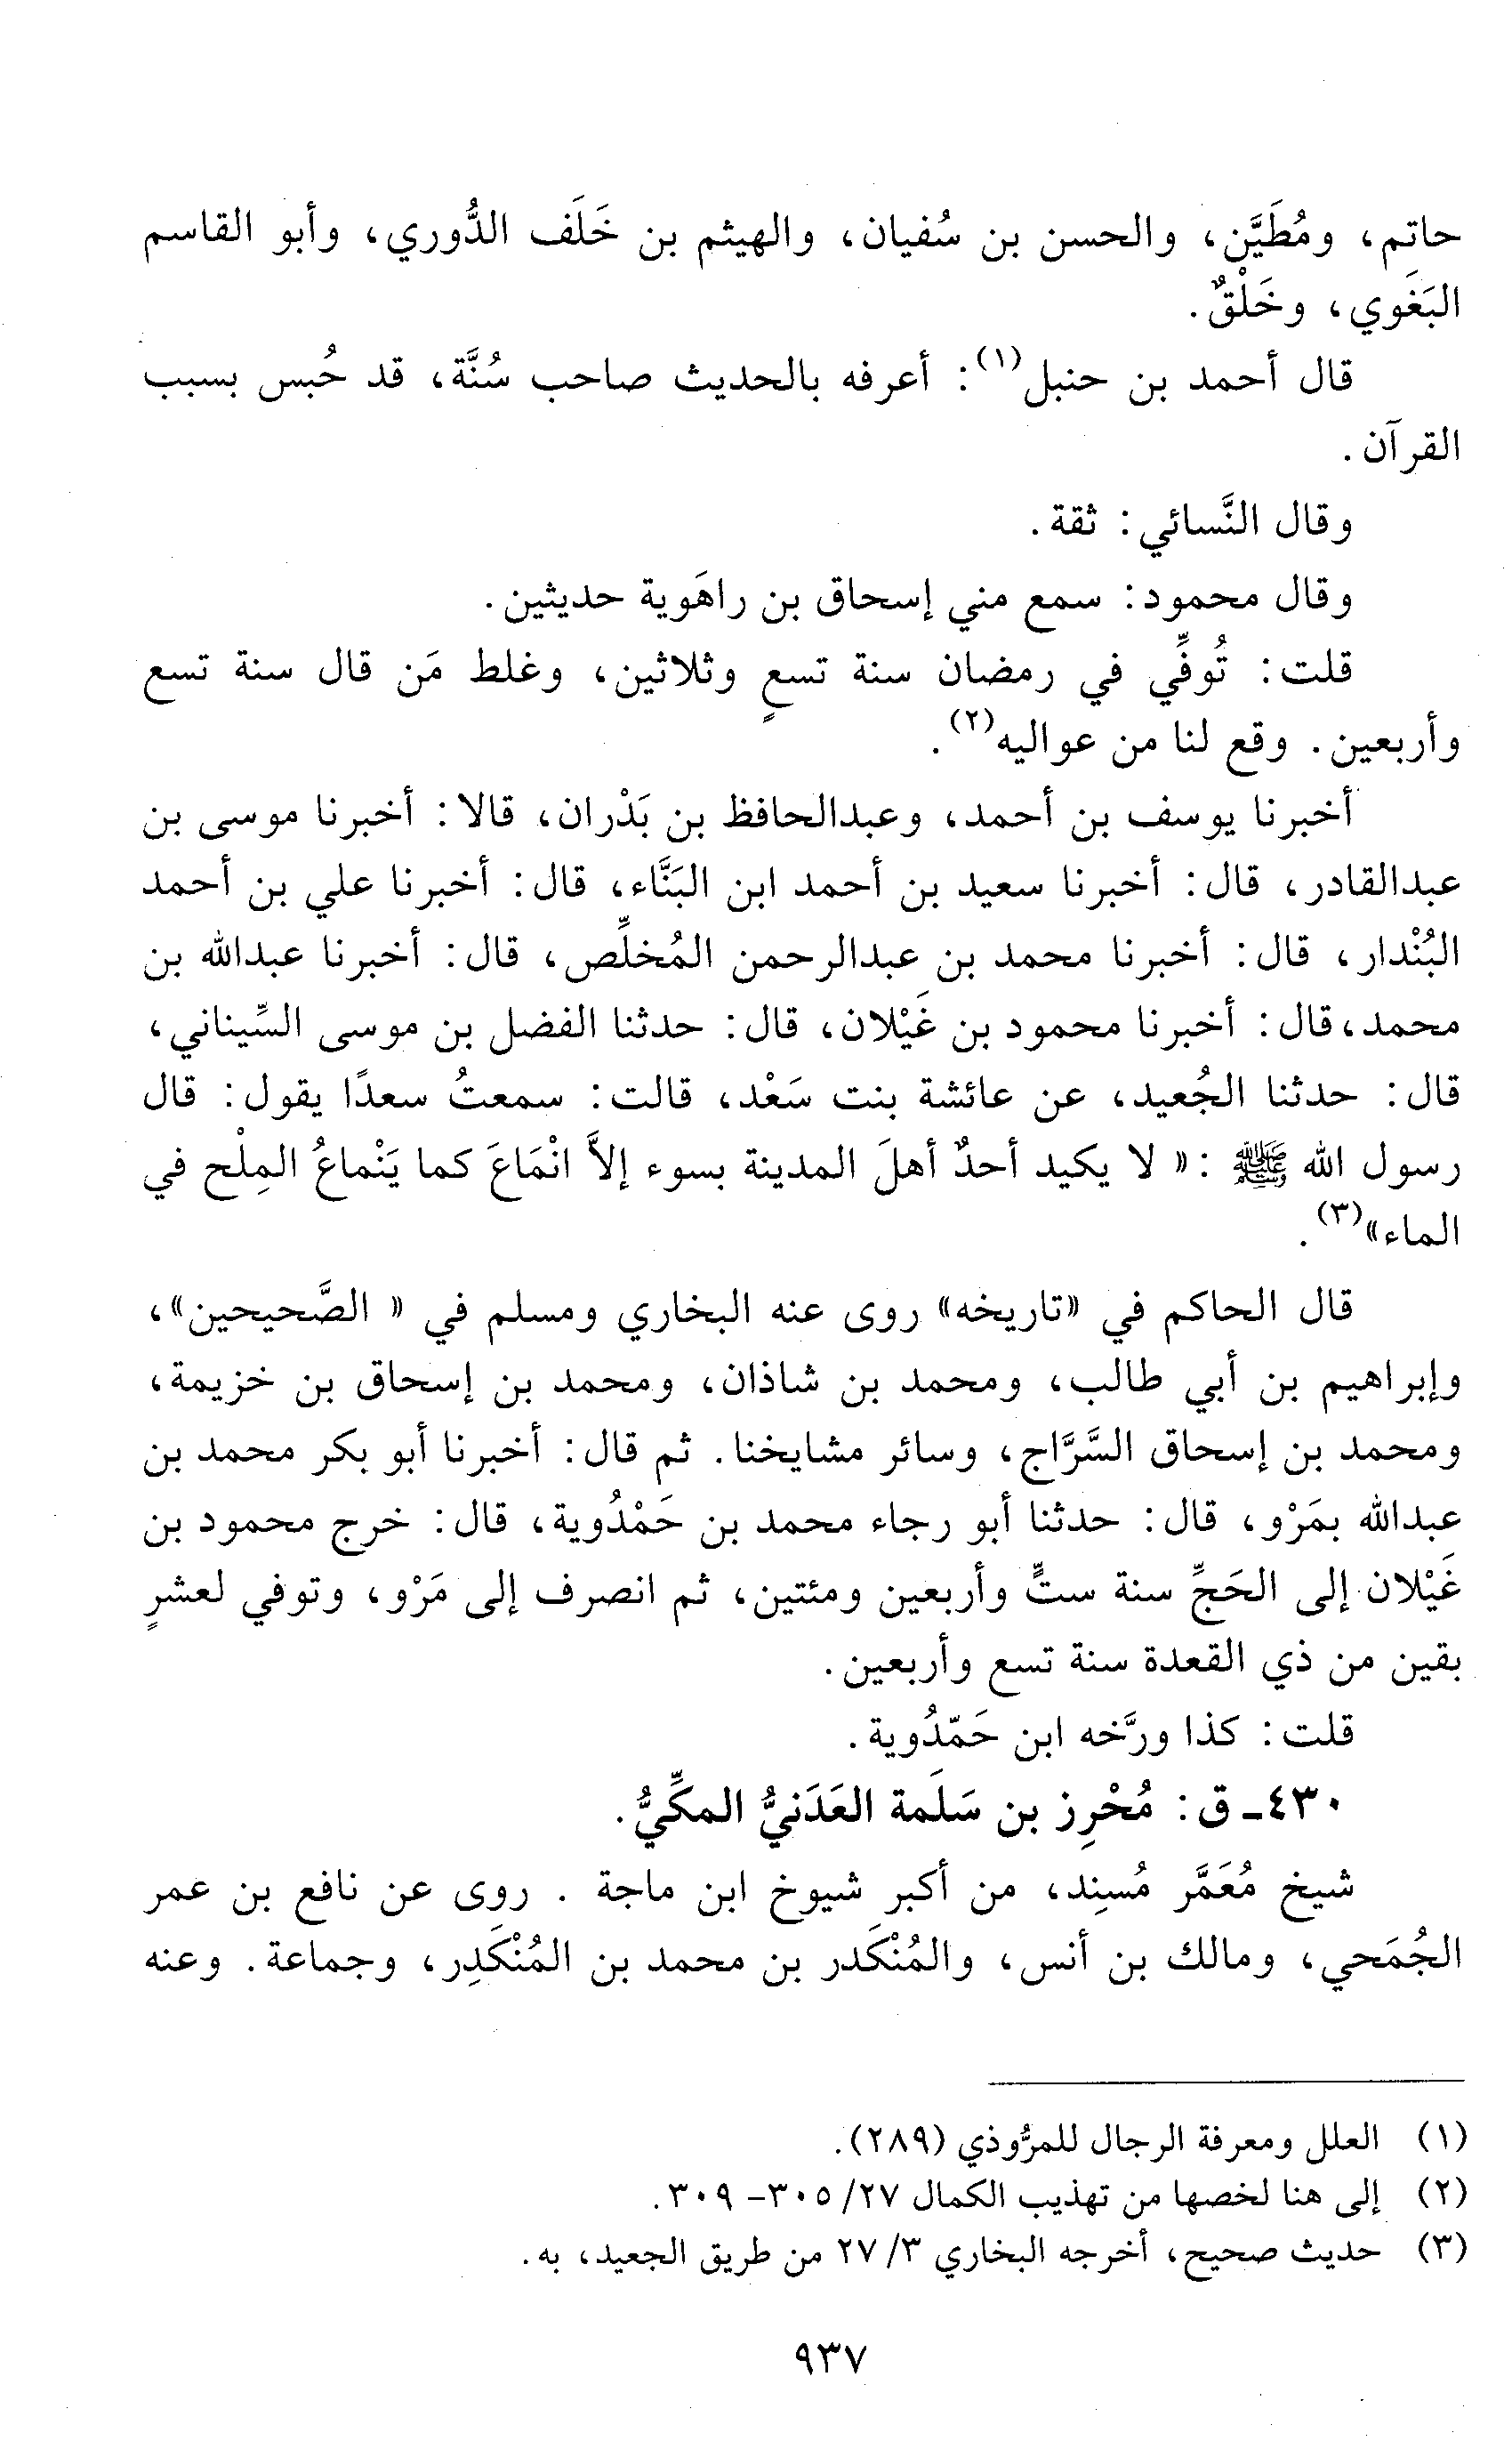 حاتم، ومُطَيَّن، والحسن بن سُفيان، والهيثم بن خَلَف الدُّوري، وأبو القاسم
البَغَوي، وخَلْقٌ.
قال أحمد بن حنبل(١): أعرفه بالحديث صاحب سُنَّة، قد حُبس بسبب
القرآن.
وقال النَّسائي: ثقة.
وقال محمود: سمع مني إسحاق بن راهَوية حديثين.
قلت: تُوفِّي في رمضان سنة تسعٍ وثلاثين، وغلط مَن قال سنة تسع
وأربعين. وقع لنا من عواليه(٢).
أخبرنا يوسف بن أحمد، وعبدالحافظ بن بَدْران، قالا: أخبرنا موسى بن
عبدالقادر، قال: أخبرنا سعيد بن أحمد ابن البَنَّاء، قال: أخبرنا علي بن أحمد
البُنْدار، قال: أخبرنا محمد بن عبدالرحمن المُخلِّص، قال: أخبرنا عبدالله بن
محمد، قال: أخبرنا محمود بن غَيْلان، قال: حدثنا الفضل بن موسى السِّيناني،
قال: حدثنا الجُعيد، عن عائشة بنت سَعْد، قالت: سمعتُ سعدًا يقول: قال
رسول الله ﷺ: « لا يكيد أحدٌ أهلَ المدينة بسوء إلاَّ انْمَاعَ كما يَنْماعُ المِلْح في
الماء»(٣).
قال الحاكم في «تاريخه» روى عنه البخاري ومسلم في « الصَّحيحين»،
وإبراهيم بن أبي طالب، ومحمد بن شاذان، ومحمد بن إسحاق بن خزيمة،
ومحمد بن إسحاق السَّرَّاج، وسائر مشايخنا. ثم قال: أخبرنا أبو بكر محمد بن
عبدالله بمَرْو، قال: حدثنا أبو رجاء محمد بن حَمْدُوية، قال: خرج محمود بن
غَيْلان إلى الحَجِّ سنة ستٍّ وأربعين ومئتين، ثم انصرف إلى مَرْو، وتوفي لعشرٍ
بقين من ذي القعدة سنة تسع وأربعين.
قلت: كذا ورَّخه ابن حَمّدُوية.
٤٣٠ـ ق: مُحْرِز بن سَلَمة العَدَنيُّ المكِّيُّ.
شيخ مُعَمَّر مُسنِد، من أكبر شيوخ ابن ماجة . روى عن نافع بن عمر
الجُمَحي، ومالك بن أنس، والمُنْكَدر بن محمد بن المُنْكَدِر، وجماعة. وعنه
(١) العلل ومعرفة الرجال للمرُّوذي (٢٨٩).
(٢) إلى هنا لخصها من تهذيب الكمال ٢٧/ ٣٠٥- ٣٠٩.
(٣) حديث صحيح، أخرجه البخاري ٣/ ٢٧ من طريق الجعيد، به.
٩٣٧